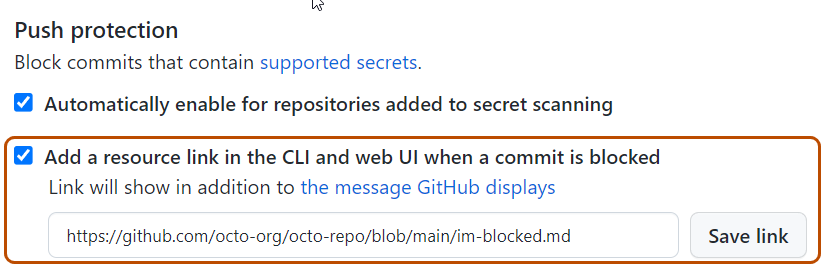 Push protection
Block commits that contain supported secrets.
Automatically enable for repositories added to secret scanning
Add a resource link in the CLI and web UI when a commit is blocked
Link will show in addition to the message GitHub displays
https://github.com/octo-org/octo-repo/blob/main/im-blocked.md Save link